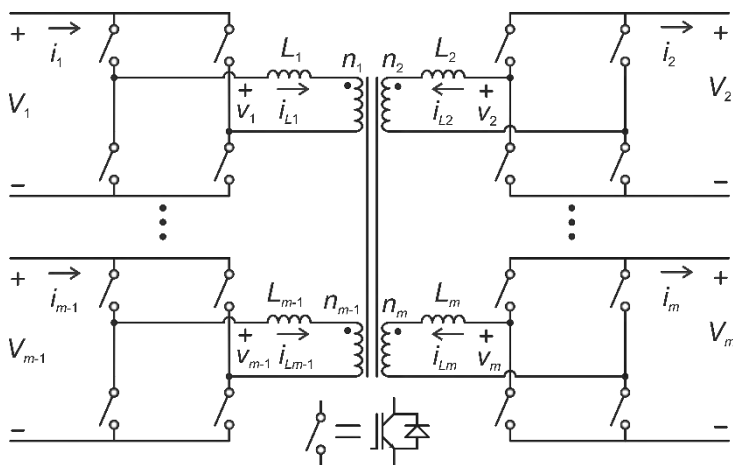 + i1 L1 n1 n2 L2 i2 +
V1 + v1 iL1 iL2 + v2 V2
− −
+ im-1 Lm-1 nm-1 nm Lm im +
Vm-1 + vm-1 iLm-1 iLm + vm Vm
− = −